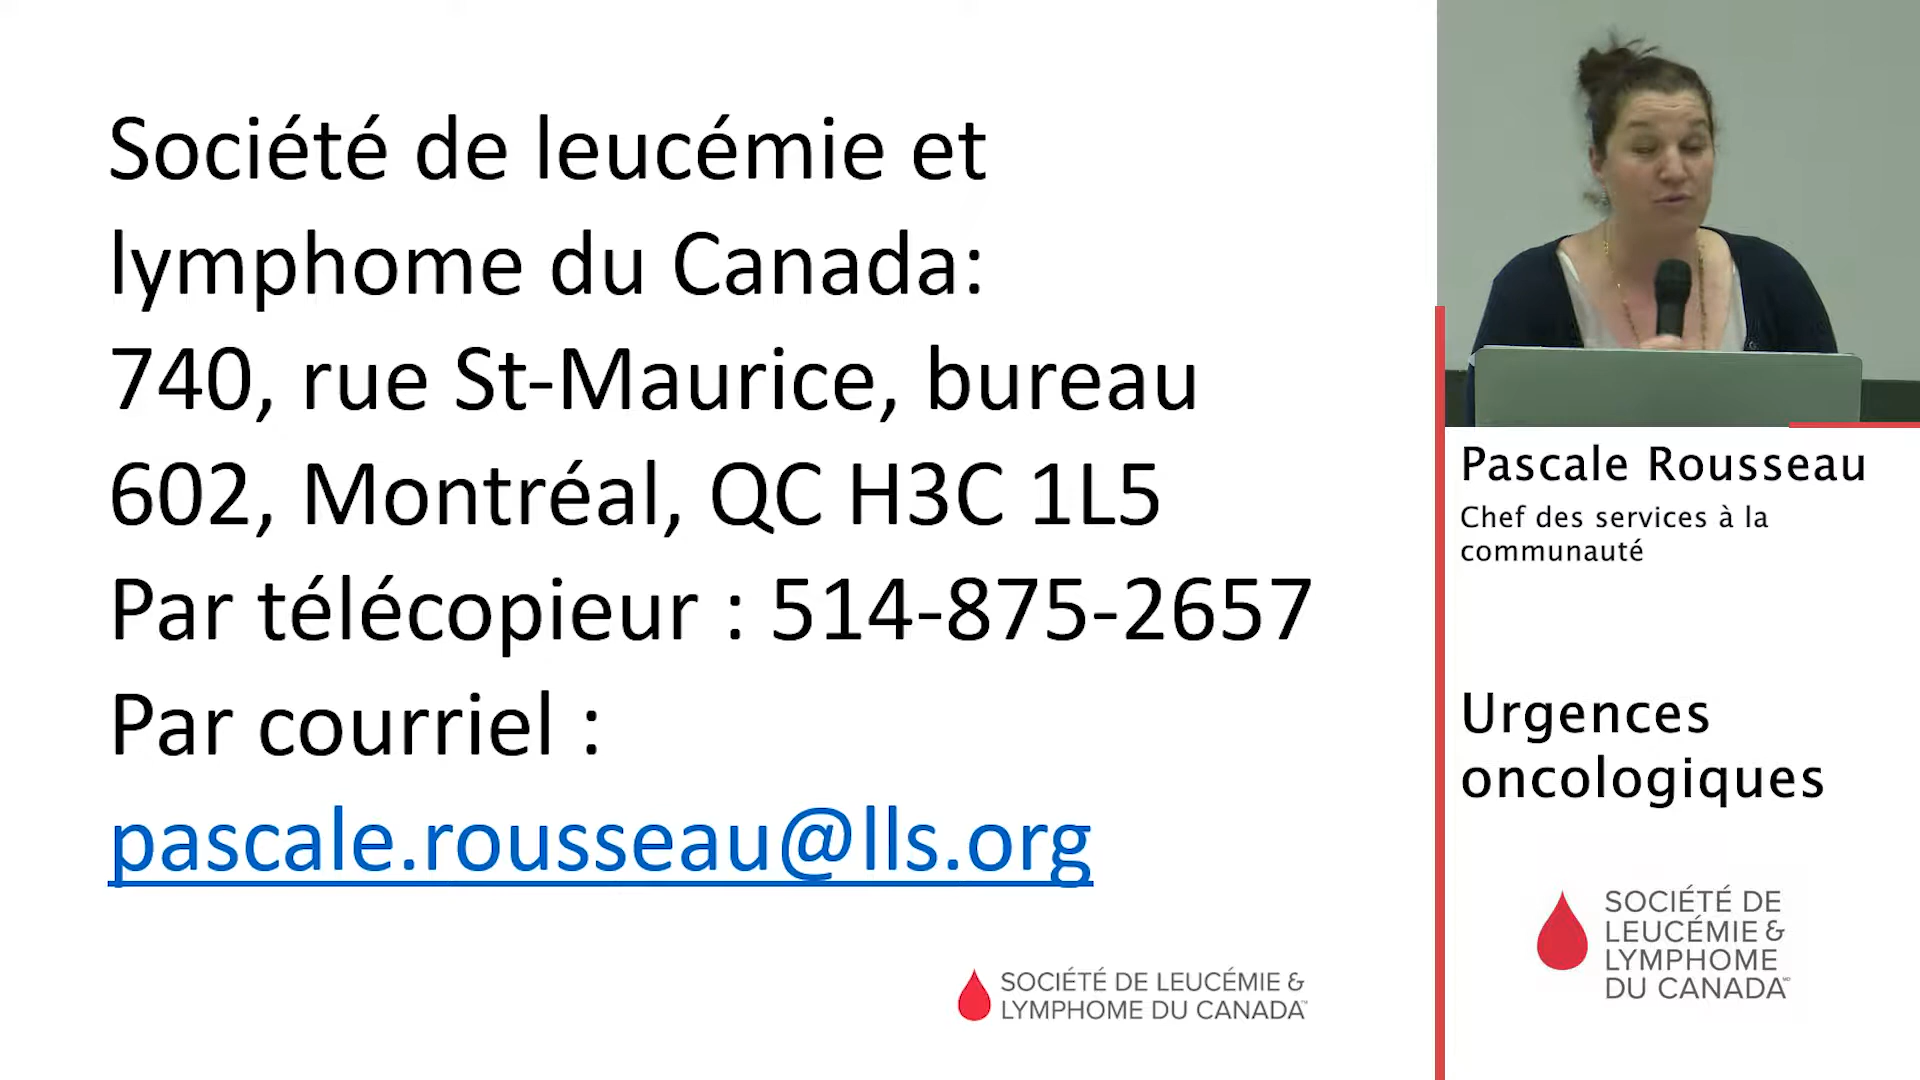 Société de leucémie et
lymphome du Canada:
740, rue St-Maurice, bureau
602, Montréal, QC H3C 1L5
Par télécopieur : 514-875-2657
Par courriel :
pascale.rousseau@lls.org
SOCIÉTÉ DE LEUCÉMIE &
LYMPHOME DU CANADA™
Pascale Rousseau
Chef des services à la
communauté
Urgences
oncologiques
SOCIÉTÉ DE
LEUCÉMIE &
LYMPHOME
DU CANADA